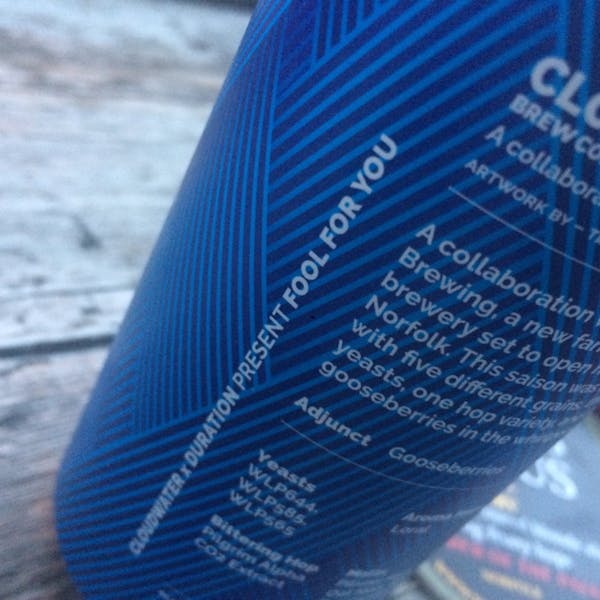 CLOUDWATER x DURATION PRESENT FOOL FOR YOU
CLO
BREW CO
A collabora
ARTWORK BY – T
A collaboration
Brewing, a new far
brewery set to open
Norfolk. This saison was
with five different grains,
yeasts, one hop variety,
gooseberries in the
Adjunct Gooseberries
Yeasts
WLP644,
WLP585,
WLP565
Bittering Hop
Pilgrim Alpha
CO2 Extract
Aroma